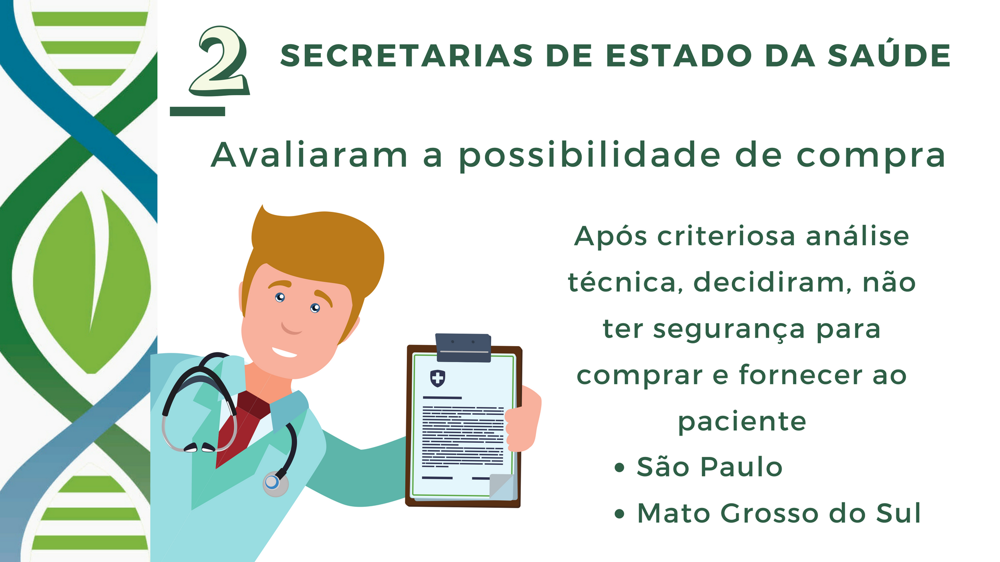 2
SECRETARIAS DE ESTADO DA SAÚDE
Avaliaram a possibilidade de compra
Após criteriosa análise
técnica, decidiram, não
ter segurança para
comprar e fornecer ao
paciente
• São Paulo
• Mato Grosso do Sul